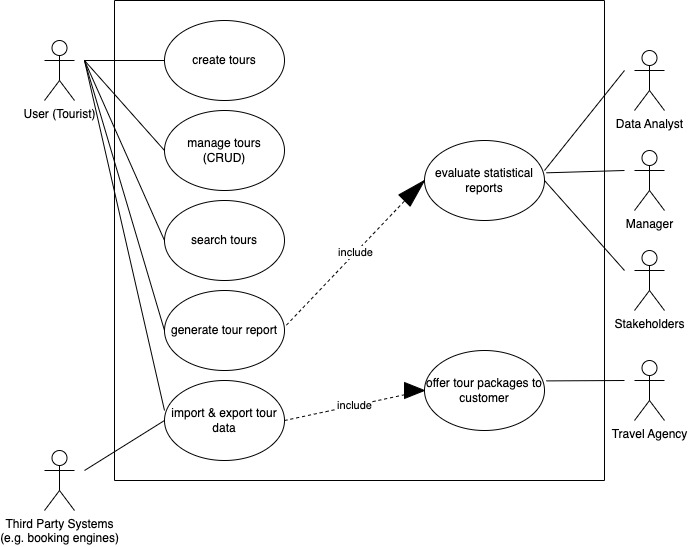 create tours
User (Tourist)
manage tours
(CRUD)
search tours
generate tour report
import & export tour
data
Third Party Systems
(e.g. booking engines)
include
include
evaluate statistical
reports
offer tour packages to
customer
Data Analyst
Manager
Stakeholders
Travel Agency